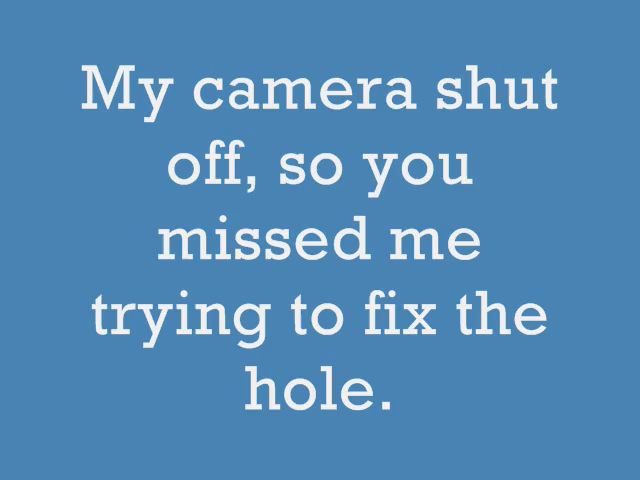 My camera shut
off, so you
missed me
trying to fix the
hole.